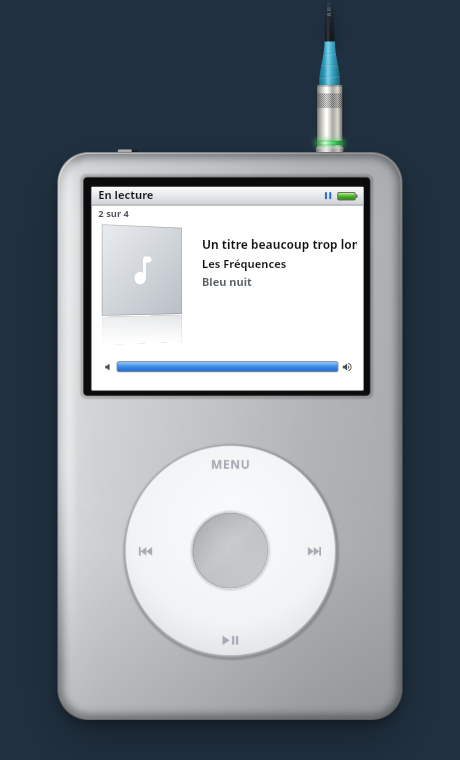 En lecture
2 sur 4
Un titre beaucoup trop lon
Les Fréquences
Bleu nuit
MENU